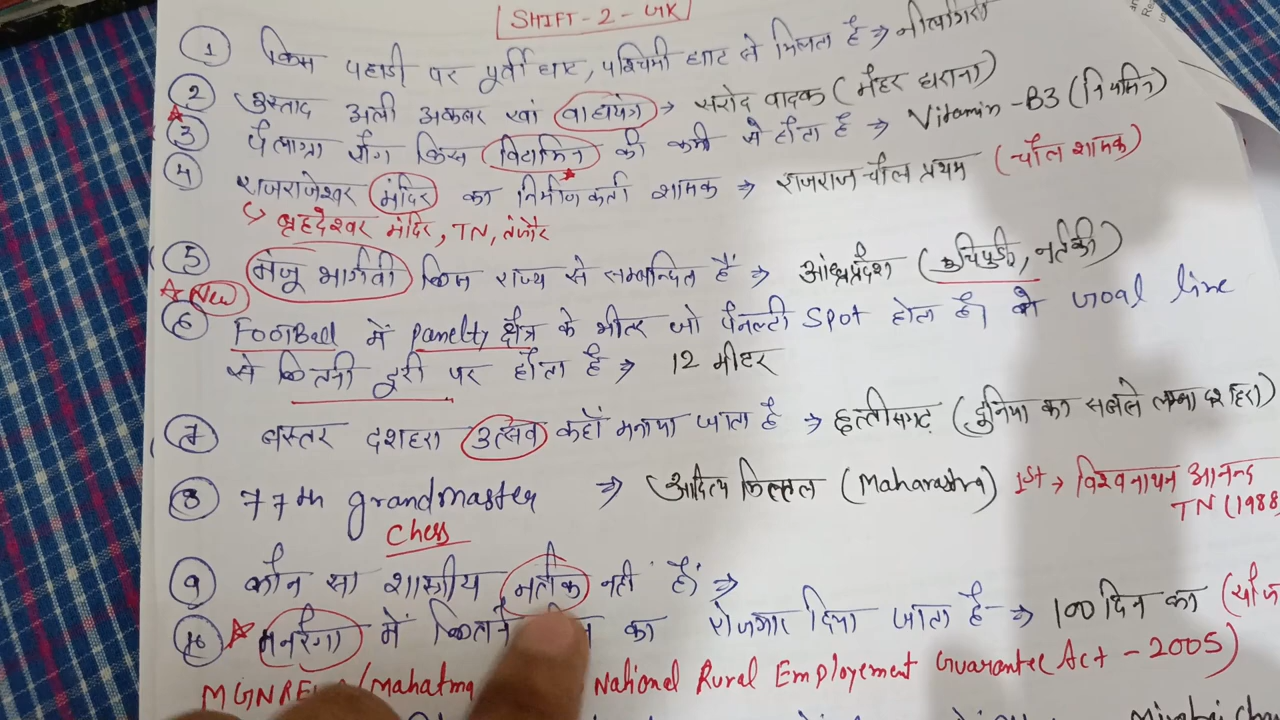 SHIFT-2-GK
① किस पहाडी पर पूर्वी घाट, पश्चिमी घाट से मिलता है ⇒ नीलगिरी
② उस्ताद अली अकबर खां वाद्ययंत्र → सरोद वादक (मैहर घराना)
③ पैलाग्रा रोग किस विटामिन की कमी से होता है ⇒ Vitamin-B3 (नियासिन)
④ राजराजेश्वर मंदिर का निर्माण कर्ता शासक ⇒ राजराज चौल प्रथम (चौल शासक)
↳ बृहदेश्वर मंदिर, TN, तंजौर
⑤ मंजू भार्गवी किस राज्य से सम्बन्धित हैं ⇒ आंध्रप्रदेश (कुचिपुड़ी, नर्तकी)
New
⑥ FootBall में Panelty क्षेत्र के भीतर जो पैनल्टी Spot होता है। वो Goal line
से कितनी दूरी पर होता है ⇒ 12 मीटर
⑦ बस्तर दशहरा उत्सव कहाँ मनाया जाता है ⇒ छत्तीसगढ़ (दुनिया का सबसे लम्बा दशहरा)
⑧ 77th grandmaster ⇒ आदित्य मित्तल (Maharashtra) 1st → विश्वनाथन आनन्द
Chess TN (1988
⑨ कौन सा शास्त्रीय नर्तक नहीं है। ⇒
⑩ मनरेगा में कितने का रोजगार दिया जाता है ⇒ 100 दिन का
Mahatma National Rural Employement Guarantee Act - 2005)